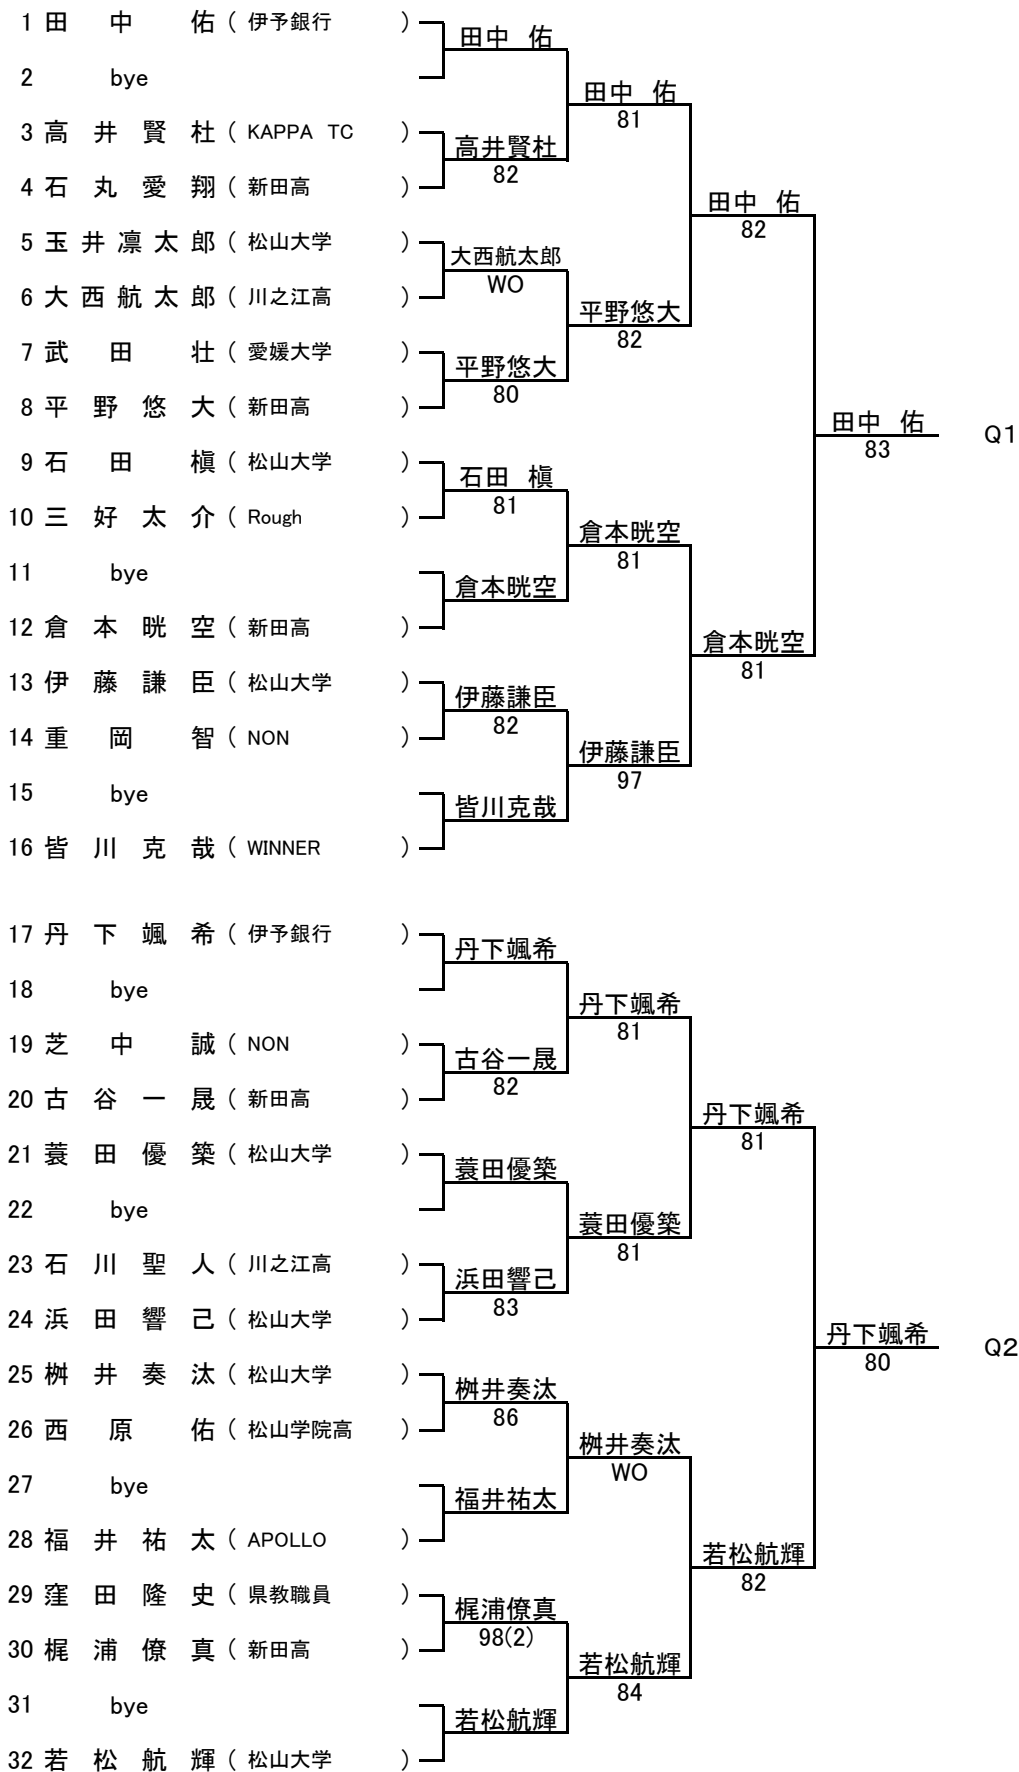 1 田中 佑 ( 伊予銀行 )
田中 佑
2 bye
田中 佑
81
3 高井賢杜 ( KAPPA TC )
高井賢杜
82
4 石丸愛翔 ( 新田高 )
田中 佑
82
5 玉井凛太郎 ( 松山大学 )
大西航太郎
WO
6 大西航太郎 ( 川之江高 )
平野悠大
82
7 武田 壮 ( 愛媛大学 )
平野悠大
80
8 平野悠大 ( 新田高 )
田中 佑
83
Q1
9 石田 槇 ( 松山大学 )
石田 槇
81
10 三好太介 ( Rough )
倉本晄空
81
11 bye
倉本晄空
12 倉本晄空 ( 新田高 )
倉本晄空
81
13 伊藤謙臣 ( 松山大学 )
伊藤謙臣
82
14 重岡 智 ( NON )
伊藤謙臣
97
15 bye
皆川克哉
16 皆川克哉 ( WINNER )
17 丹下颯希 ( 伊予銀行 )
丹下颯希
18 bye
丹下颯希
81
19 芝中 誠 ( NON )
古谷一晟
82
20 古谷一晟 ( 新田高 )
丹下颯希
81
21 蓑田優築 ( 松山大学 )
蓑田優築
22 bye
蓑田優築
81
23 石川聖人 ( 川之江高 )
浜田響己
83
24 浜田響己 ( 松山大学 )
丹下颯希
80
Q2
25 桝井奏汰 ( 松山大学 )
桝井奏汰
86
26 西原 佑 ( 松山学院高 )
桝井奏汰
WO
27 bye
福井祐太
28 福井祐太 ( APOLLO )
若松航輝
82
29 窪田隆史 ( 県教職員 )
梶浦僚真
98(2)
30 梶浦僚真 ( 新田高 )
若松航輝
84
31 bye
若松航輝
32 若松航輝 ( 松山大学 )